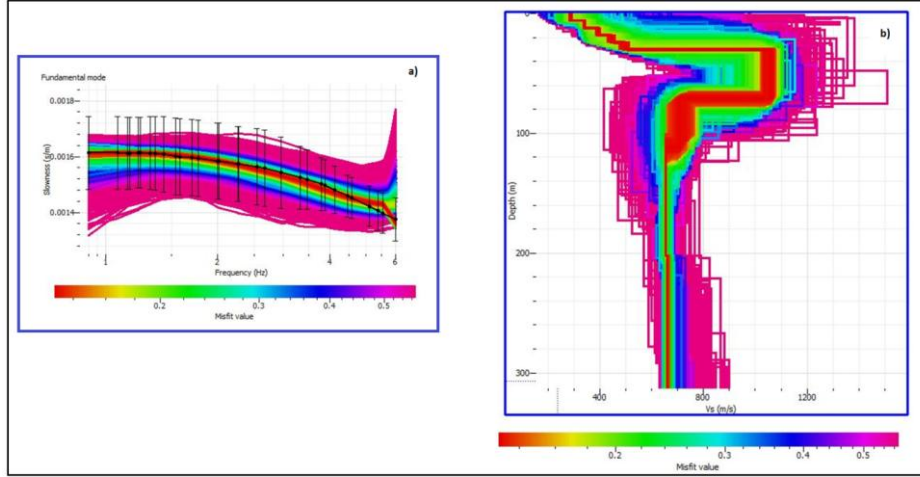 a)
Fundamental mode
0.0018
0.0016
0.0014
Slowness (s/m)
1 2 4 6
Frequency (Hz)
0.2 0.3 0.4 0.5
Misfit value
b)
0
100
200
300
Depth (m)
400 800 1200
Vs (m/s)
0.2 0.3 0.4 0.5
Misfit value